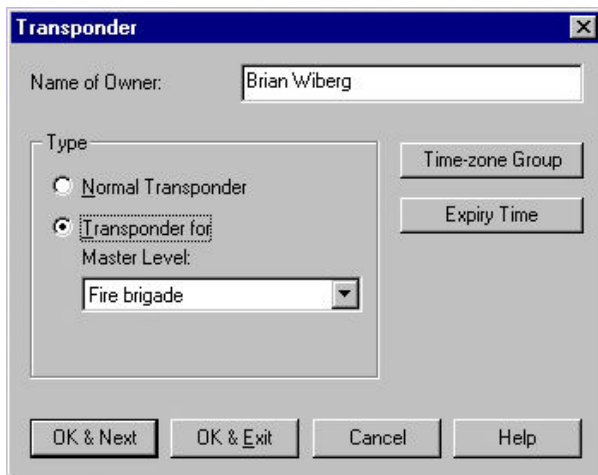 Transponder
Name of Owner: Brian Wiberg
Type
Normal Transponder
Transponder for
Master Level:
Fire brigade
Time-zone Group
Expiry Time
OK & Next OK & Exit Cancel Help